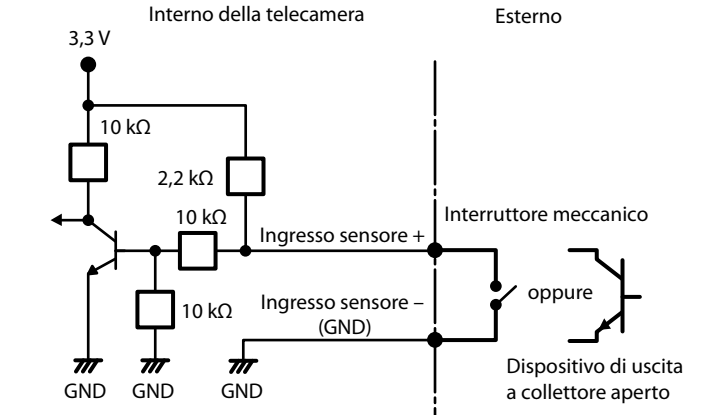 Interno della telecamera
Esterno
3,3 V
10 kΩ
2,2 kΩ
10 kΩ
Ingresso sensore +
Interruttore meccanico
10 kΩ
Ingresso sensore –
(GND)
oppure
GND
GND
GND
Dispositivo di uscita
a collettore aperto